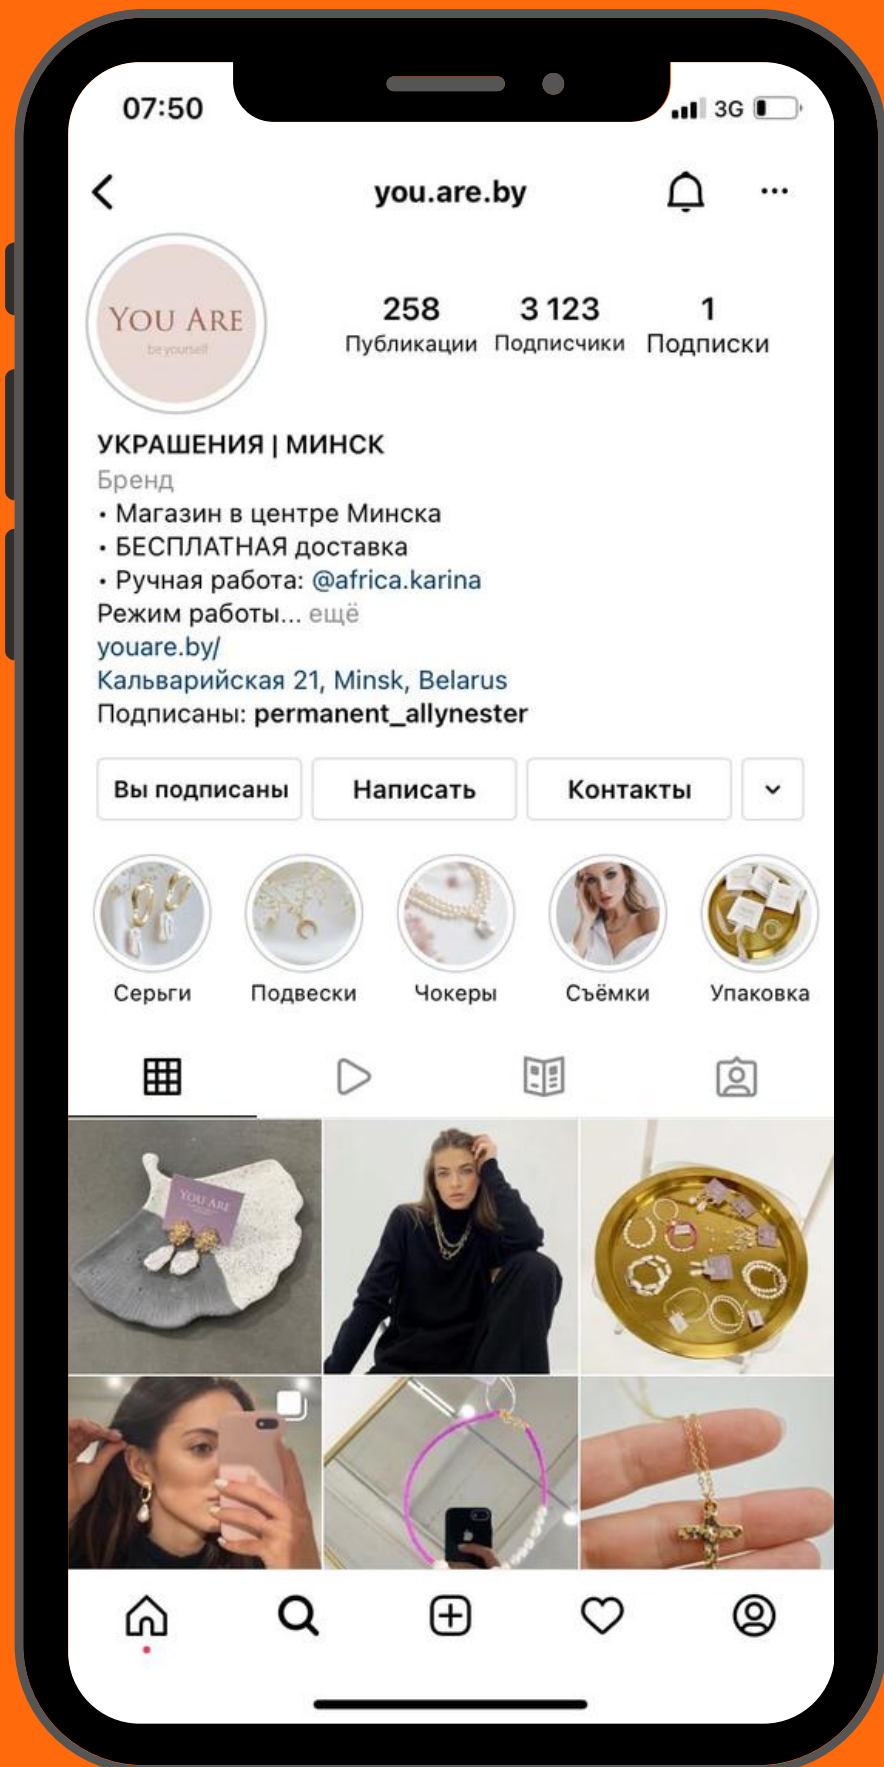 07:50
3G
you.are.by
YOU ARE
be yourself
258
3 123
1
Публикации
Подписчики
Подписки
УКРАШЕНИЯ | МИНСК
Бренд
• Магазин в центре Минска
• БЕСПЛАТНАЯ доставка
• Ручная работа: @africa.karina
Режим работы... ещё
youare.by/
Кальварийская 21, Minsk, Belarus
Подписаны: permanent_allynester
Вы подписаны
Написать
Контакты
Серьги
Подвески
Чокеры
Съёмки
Упаковка
YOU ARE